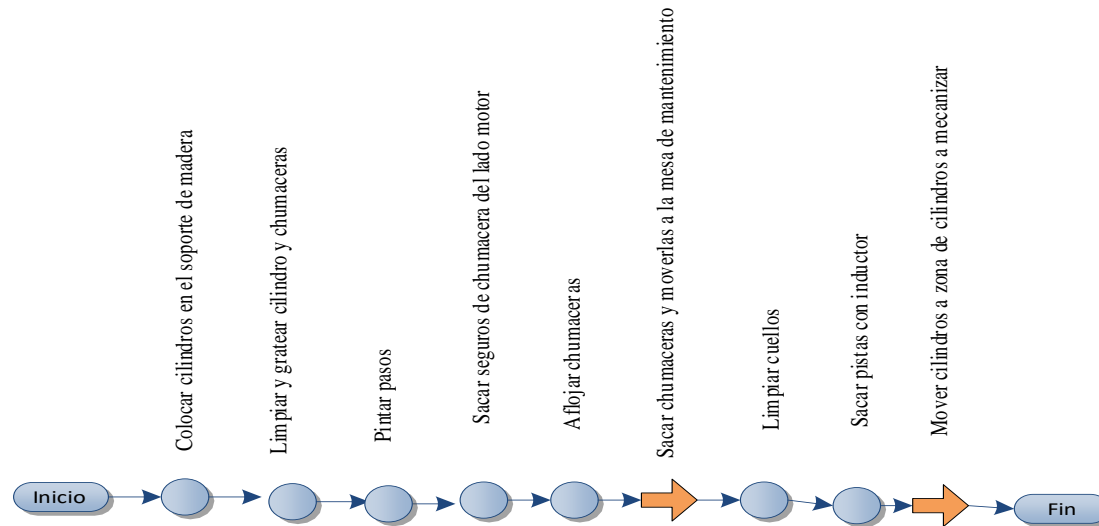 Inicio
Colocar cilindros en el soporte de madera
Limpiar y gratear cilindro y chumaceras
Pintar pasos
Sacar seguros de chumacera del lado motor
Aflojar chumaceras
Sacar chumaceras y moverlas a la mesa de mantenimiento
Limpiar cuellos
Sacar pistas con inductor
Mover cilindros a zona de cilindros a mecanizar
Fin